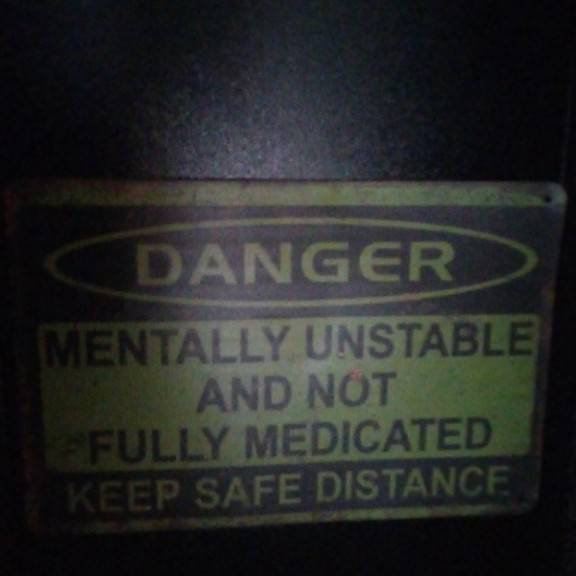 DANGER
MENTALLY UNSTABLE
AND NOT
FULLY MEDICATED
KEEP SAFE DISTANCE